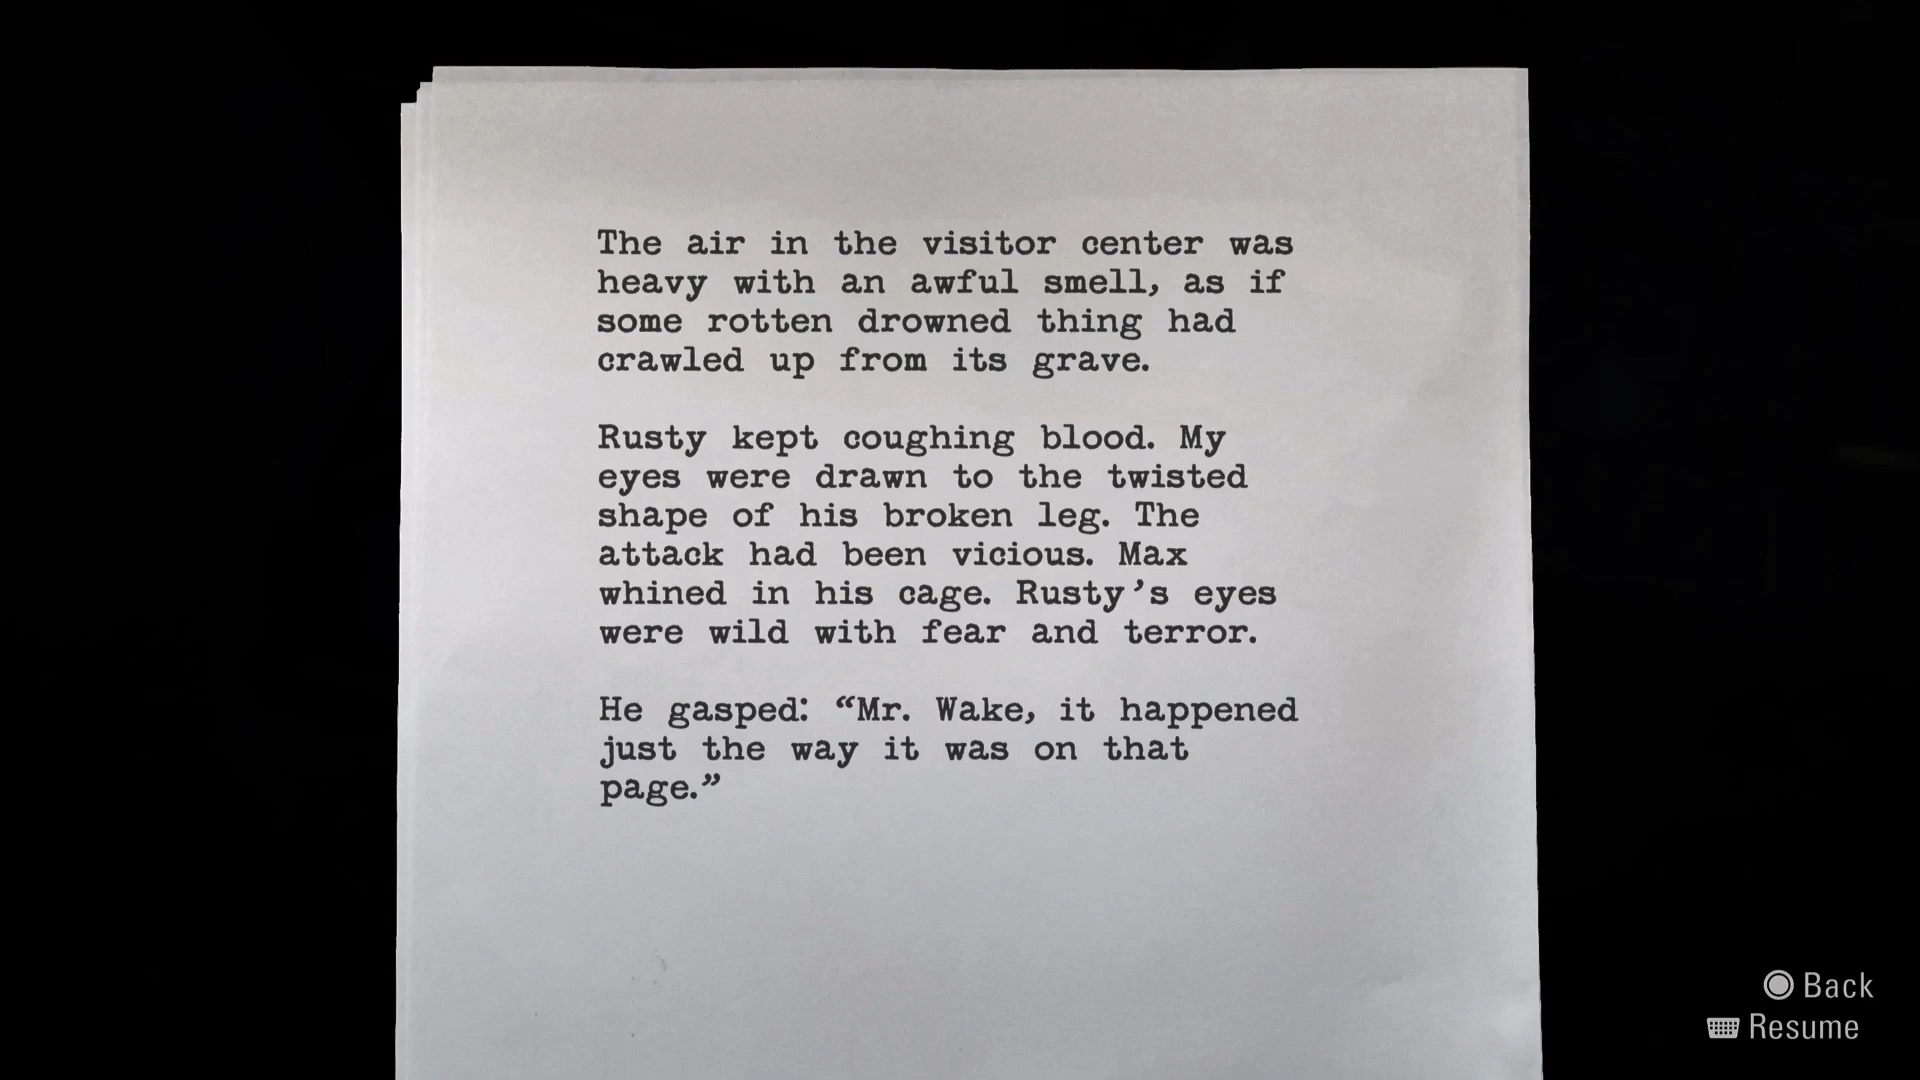 The air in the visitor center was
heavy with an awful smell, as if
some rotten drowned thing had
crawled up from its grave.
Rusty kept coughing blood. My
eyes were drawn to the twisted
shape of his broken leg. The
attack had been vicious. Max
whined in his cage. Rusty’s eyes
were wild with fear and terror.
He gasped: “Mr. Wake, it happened
just the way it was on that
page.”
Back
Resume